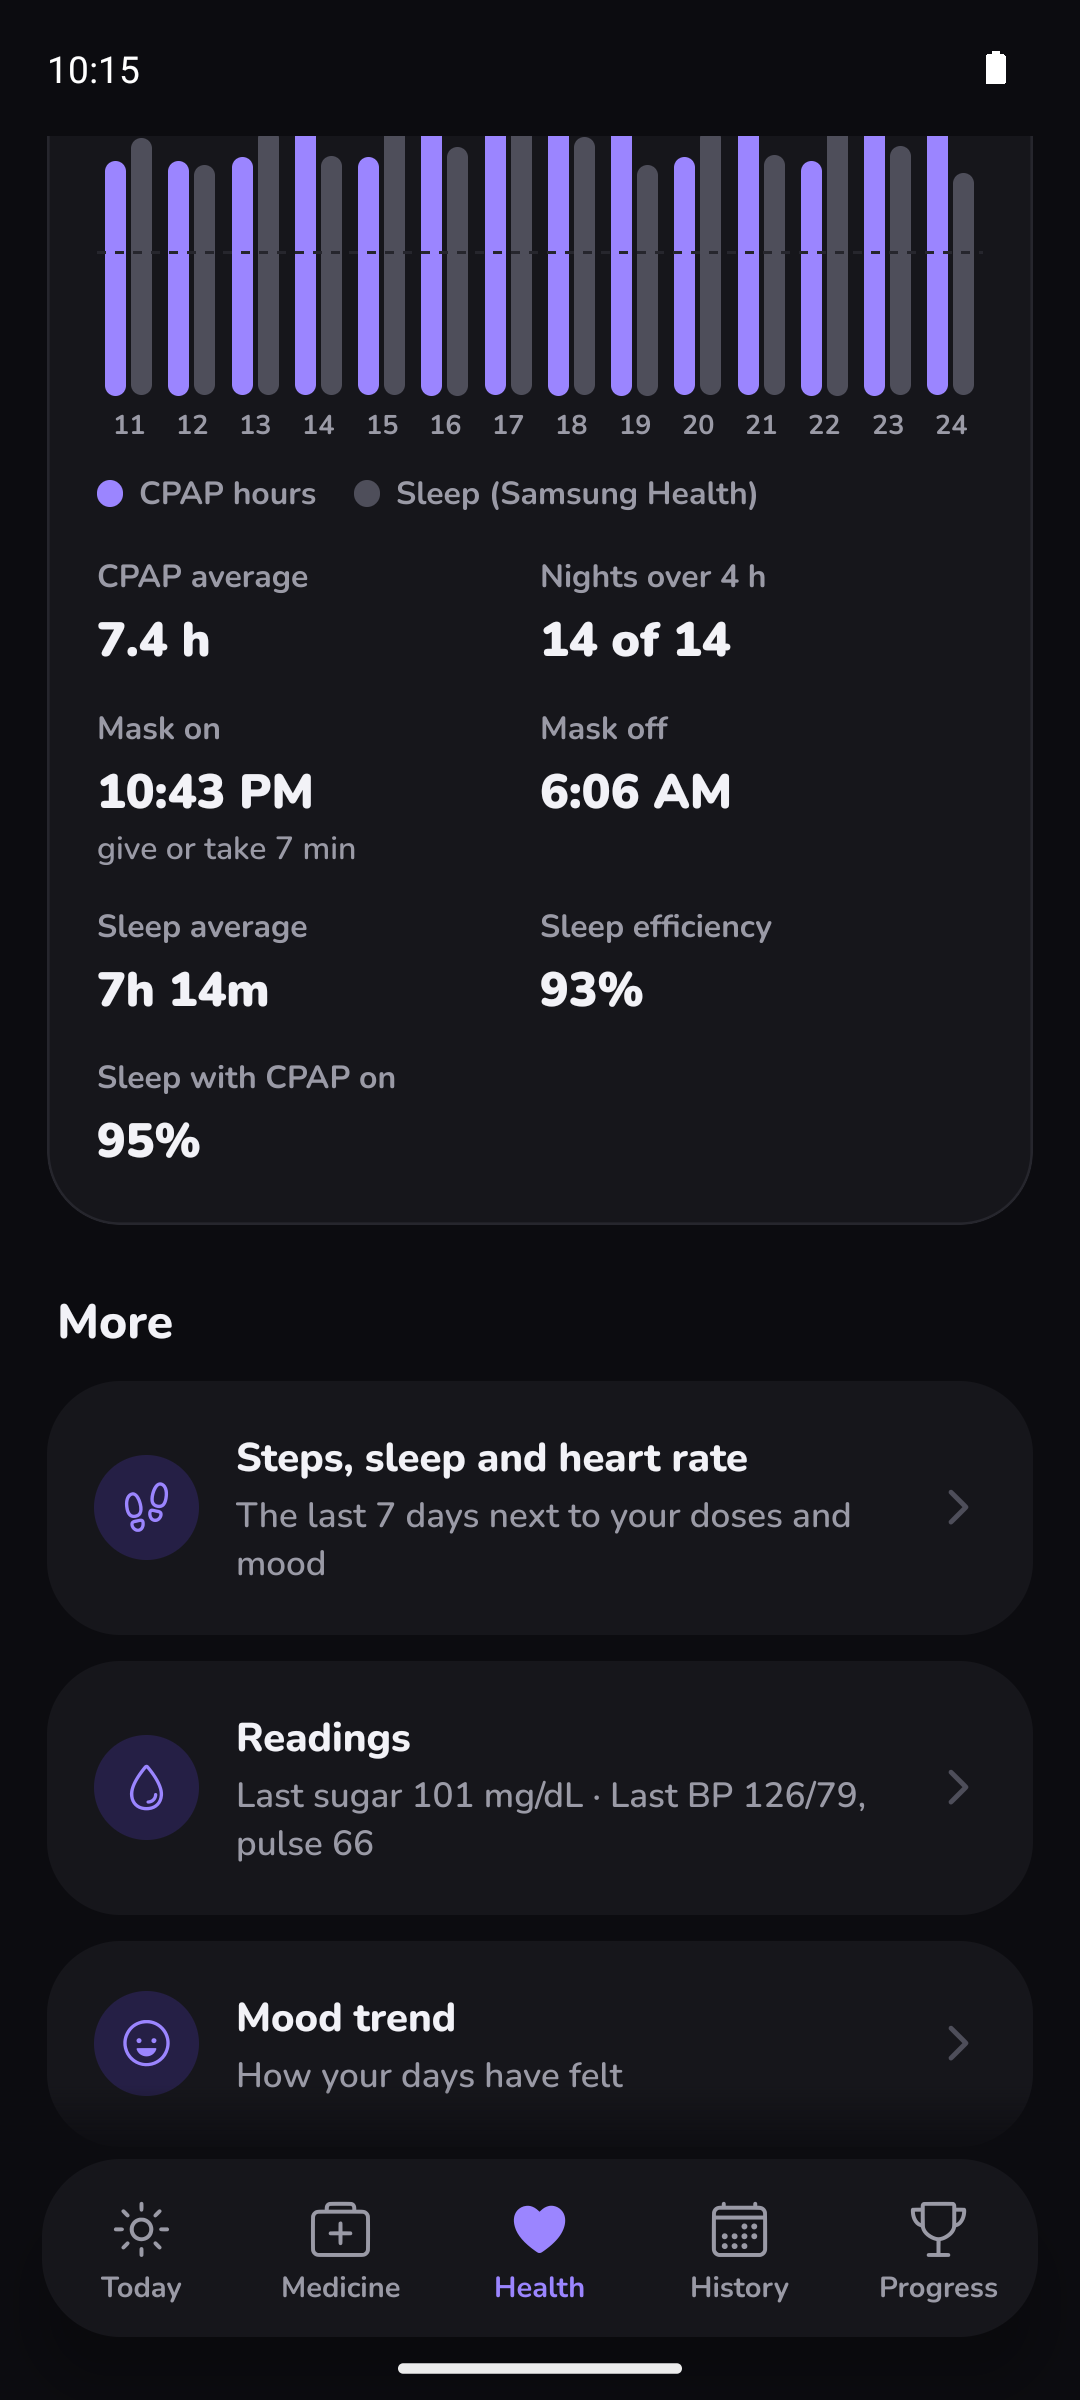 10:15
11 12 13 14 15 16 17 18 19 20 21 22 23 24
CPAP hours Sleep (Samsung Health)
CPAP average Nights over 4 h
7.4 h 14 of 14
Mask on Mask off
10:43 PM 6:06 AM
give or take 7 min
Sleep average Sleep efficiency
7h 14m 93%
Sleep with CPAP on
95%
More
Steps, sleep and heart rate
The last 7 days next to your doses and
mood
Readings
Last sugar 101 mg/dL · Last BP 126/79,
pulse 66
Mood trend
How your days have felt
Today Medicine Health History Progress